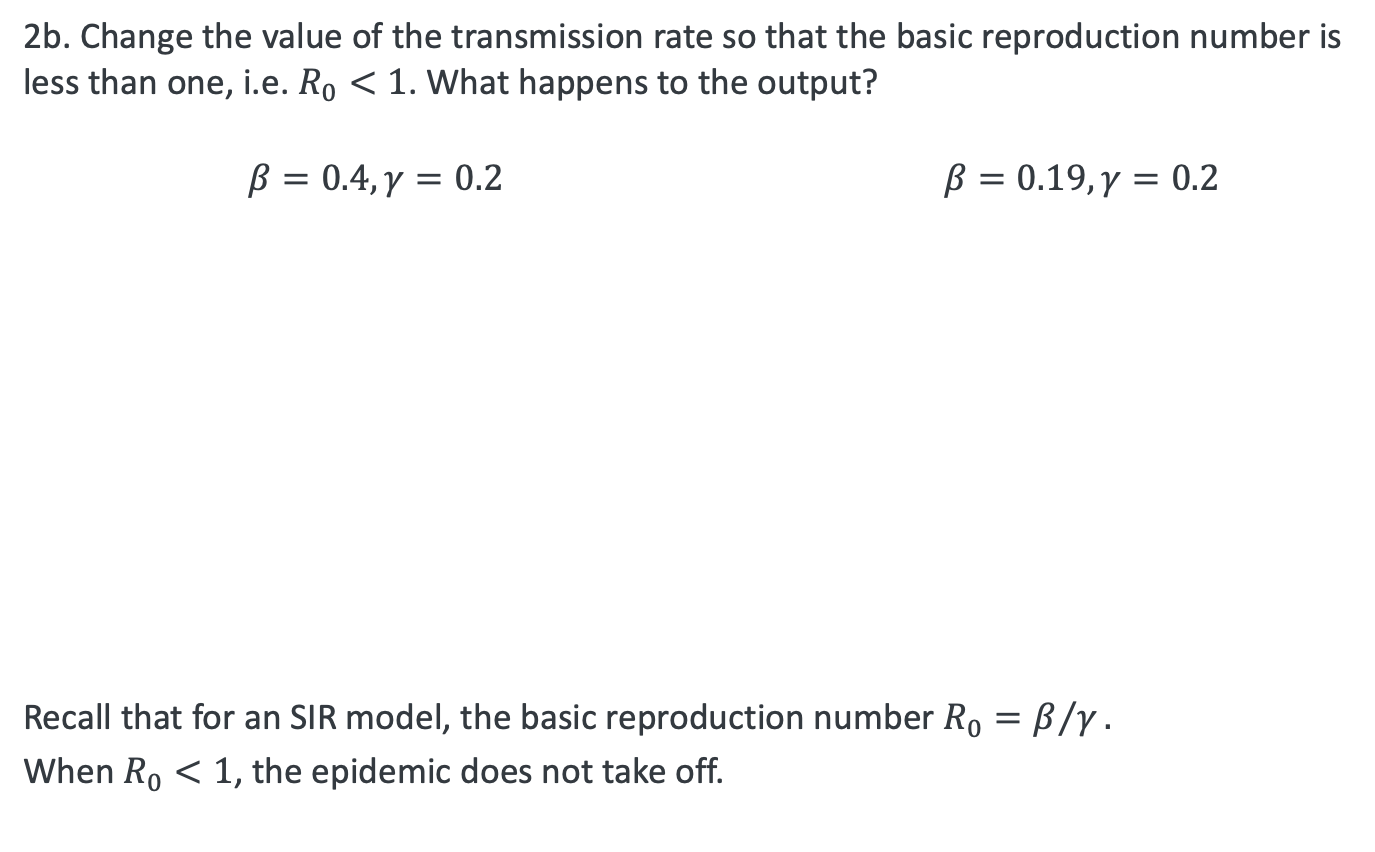 2b. Change the value of the transmission rate so that the basic reproduction number is
less than one, i.e. R₀ < 1. What happens to the output?
β = 0.4, γ = 0.2
β = 0.19, γ = 0.2
Recall that for an SIR model, the basic reproduction number R₀ = β/γ.
When R₀ < 1, the epidemic does not take off.